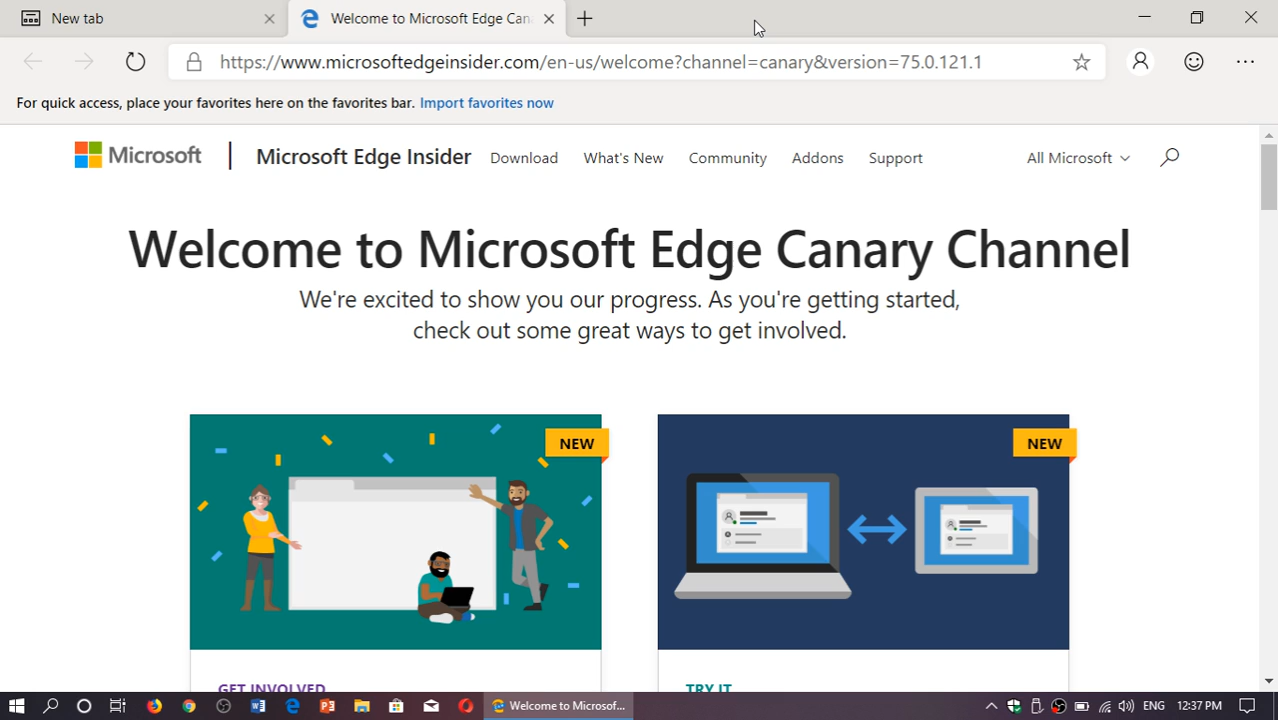 New tab
Welcome to Microsoft Edge Can
https://www.microsoftedgeinsider.com/en-us/welcome?channel=canary&version=75.0.121.1
For quick access, place your favorites here on the favorites bar. Import favorites now
Microsoft
Microsoft Edge Insider
Download
What's New
Community
Addons
Support
All Microsoft
Welcome to Microsoft Edge Canary Channel
We're excited to show you our progress. As you're getting started,
check out some great ways to get involved.
NEW
NEW
GET INVOLVED
TRY IT
Welcome to Microsof...
ENG
12:37 PM